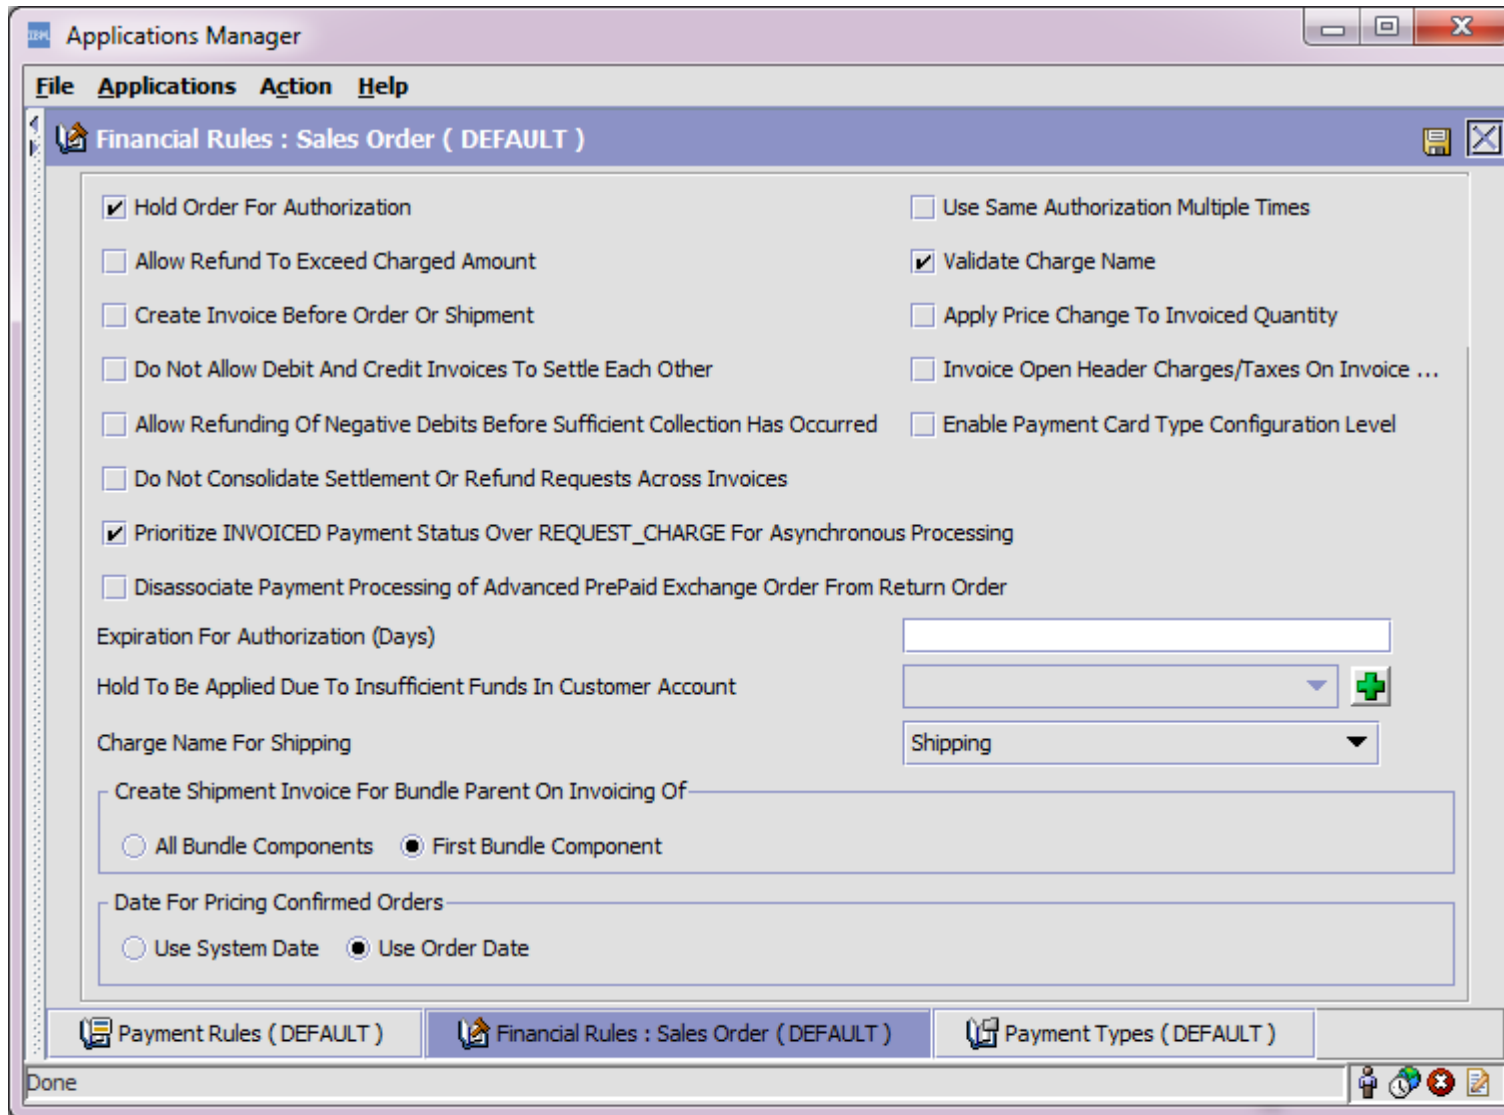 IBM Applications Manager
File Applications Action Help
Financial Rules : Sales Order ( DEFAULT )
Hold Order For Authorization Use Same Authorization Multiple Times
Allow Refund To Exceed Charged Amount Validate Charge Name
Create Invoice Before Order Or Shipment Apply Price Change To Invoiced Quantity
Do Not Allow Debit And Credit Invoices To Settle Each Other Invoice Open Header Charges/Taxes On Invoice ...
Allow Refunding Of Negative Debits Before Sufficient Collection Has Occurred Enable Payment Card Type Configuration Level
Do Not Consolidate Settlement Or Refund Requests Across Invoices
Prioritize INVOICED Payment Status Over REQUEST_CHARGE For Asynchronous Processing
Disassociate Payment Processing of Advanced PrePaid Exchange Order From Return Order
Expiration For Authorization (Days)
Hold To Be Applied Due To Insufficient Funds In Customer Account
Charge Name For Shipping Shipping
Create Shipment Invoice For Bundle Parent On Invoicing Of
All Bundle Components First Bundle Component
Date For Pricing Confirmed Orders
Use System Date Use Order Date
Payment Rules ( DEFAULT ) Financial Rules : Sales Order ( DEFAULT ) Payment Types ( DEFAULT )
Done